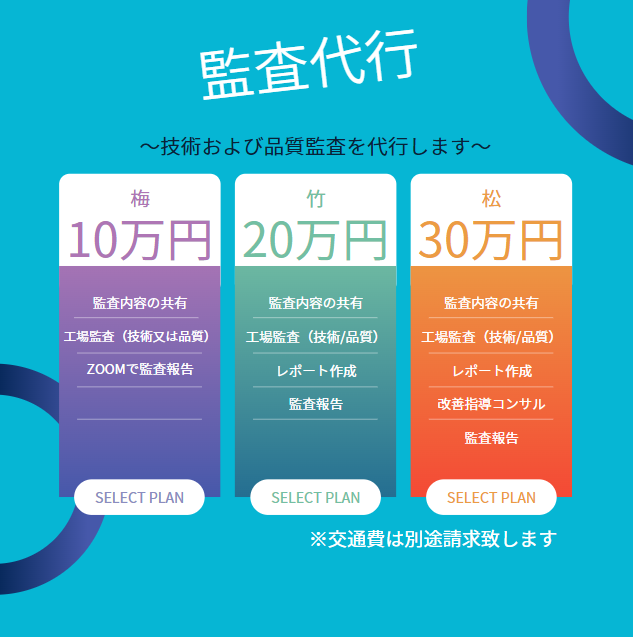 監査代行
～技術および品質監査を代行します～
梅
10万円
監査内容の共有
工場監査（技術又は品質）
ZOOMで監査報告
SELECT PLAN
竹
20万円
監査内容の共有
工場監査（技術/品質）
レポート作成
監査報告
SELECT PLAN
松
30万円
監査内容の共有
工場監査（技術/品質）
レポート作成
改善指導コンサル
監査報告
SELECT PLAN
※交通費は別途請求致します